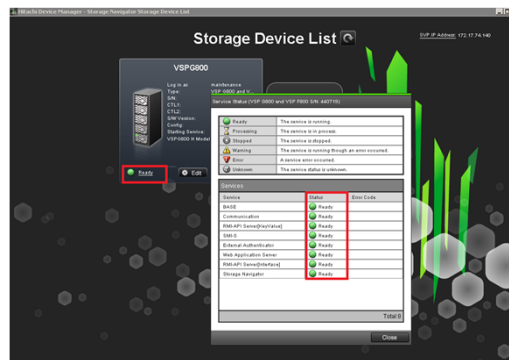 Hitachi Device Manager - Storage Navigator Storage Device List
Storage Device List
SVP IP Address: 172.17.74.140
VSPG800
Log in as: maintenance
Type:
S/N:
CTL1:
CTL2:
S/W Version:
Config:
Starting Service:
VSP G800 H Model
Ready
Edit
Service Status (VSP G800 and VSP F800 S/N 440719)
Ready The service is running.
Processing The service is in process.
Stopped The service is stopped.
Warning The service is running though an error occurred.
Error A service error occurred.
Unknown The service status is unknown.
Services
Service Status Error Code
BASE Ready
Communication Ready
RMI-API Server[KeyValue] Ready
SMI-S Ready
External Authenticator Ready
Web Application Server Ready
RMI-API Server[Interface] Ready
Storage Navigator Ready
Total 8
Close